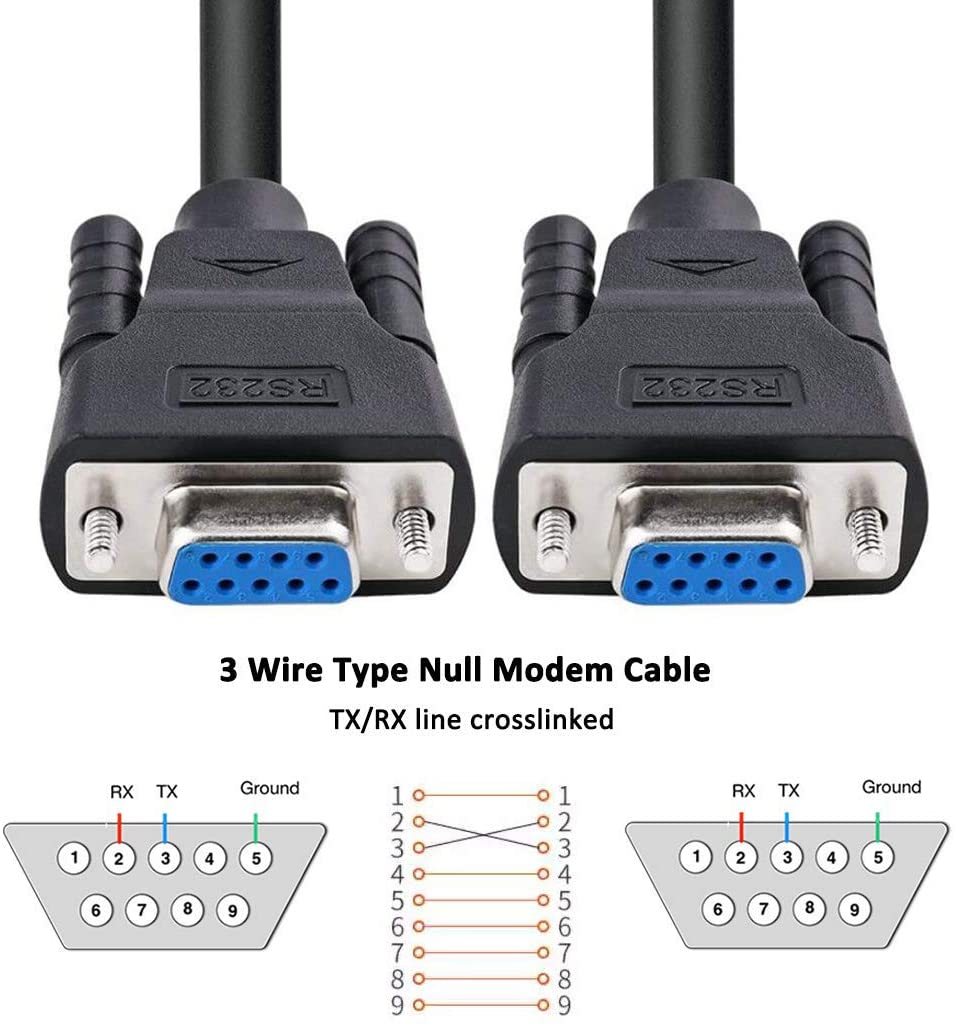 RS232
RS232
3 Wire Type Null Modem Cable
TX/RX line crosslinked
RX TX Ground
1 2 3 4 5
6 7 8 9
1 1
2 2
3 3
4 4
5 5
6 6
7 7
8 8
9 9
RX TX Ground
1 2 3 4 5
6 7 8 9